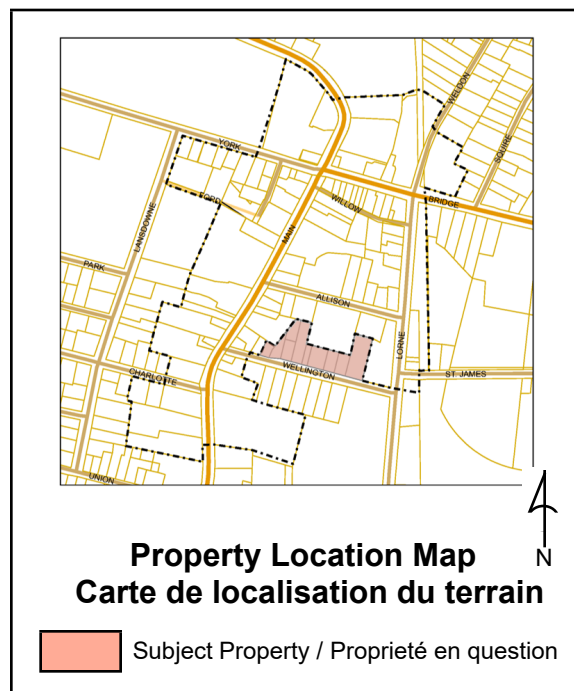 WELDON
SQUIRE
YORK
BRIDGE
FORD
WILLOW
LANSDOWNE
MAIN
PARK
ALLISON
LORNE
WELLINGTON
CHARLOTTE
ST. JAMES
UNION
N
Property Location Map
Carte de localisation du terrain
Subject Property / Proprieté en question